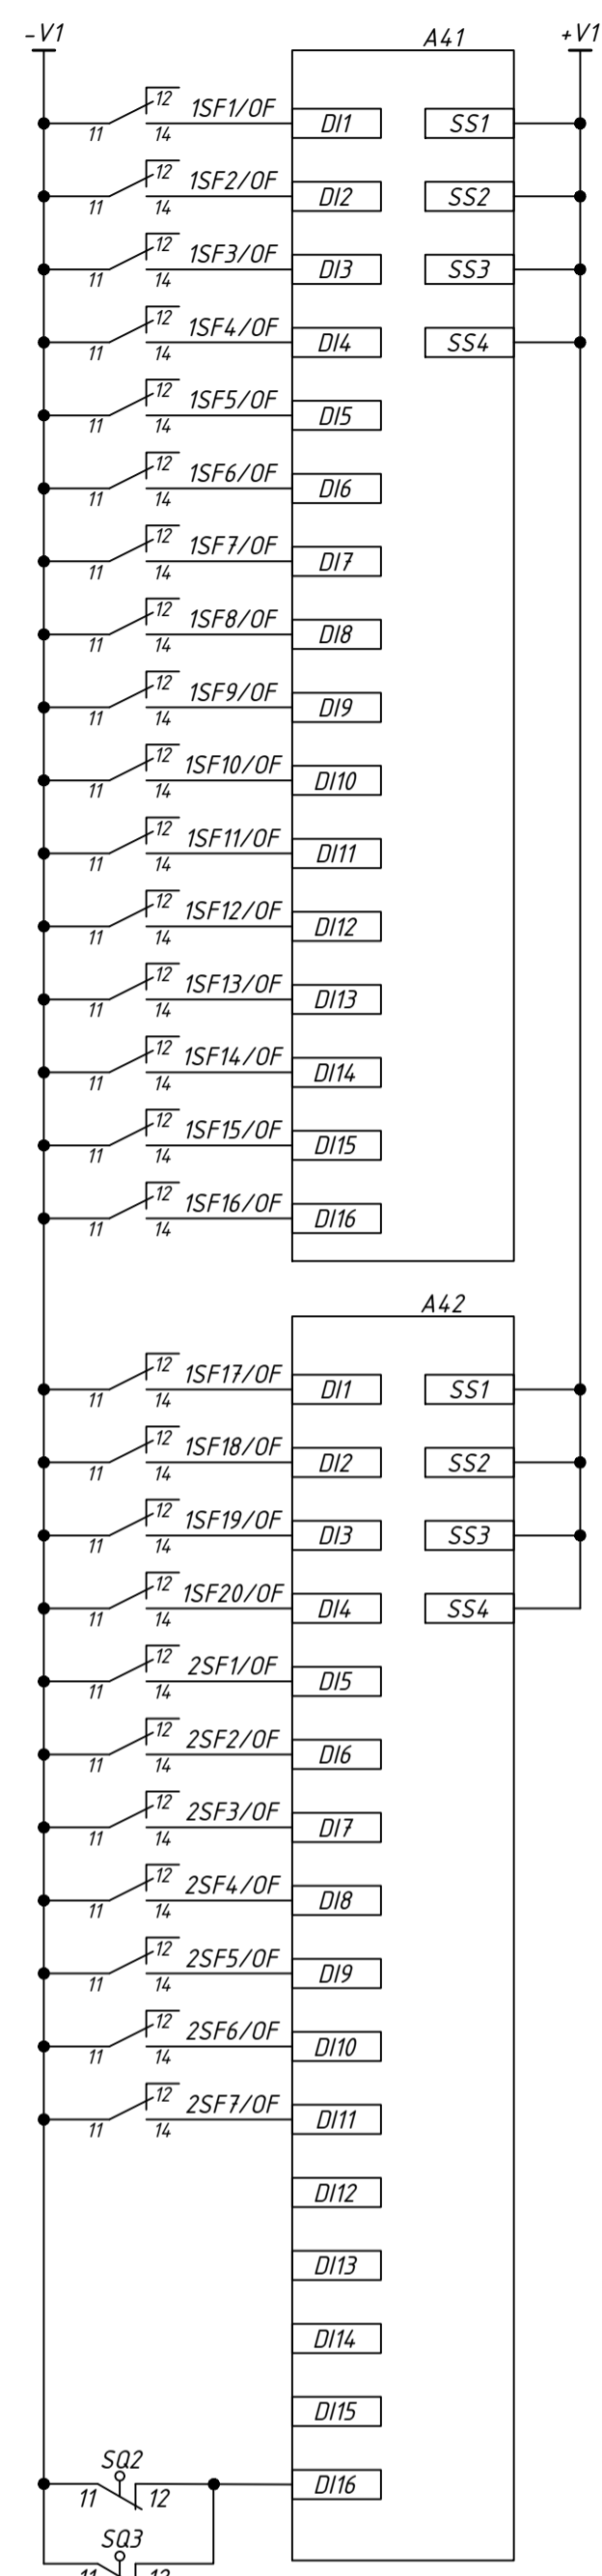 -V1 A41 +V1
12 1SF1/OF DI1 SS1
11 14
12 1SF2/OF DI2 SS2
11 14
12 1SF3/OF DI3 SS3
11 14
12 1SF4/OF DI4 SS4
11 14
12 1SF5/OF DI5
11 14
12 1SF6/OF DI6
11 14
12 1SF7/OF DI7
11 14
12 1SF8/OF DI8
11 14
12 1SF9/OF DI9
11 14
12 1SF10/OF DI10
11 14
12 1SF11/OF DI11
11 14
12 1SF12/OF DI12
11 14
12 1SF13/OF DI13
11 14
12 1SF14/OF DI14
11 14
12 1SF15/OF DI15
11 14
12 1SF16/OF DI16
11 14
A42
12 1SF17/OF DI1 SS1
11 14
12 1SF18/OF DI2 SS2
11 14
12 1SF19/OF DI3 SS3
11 14
12 1SF20/OF DI4 SS4
11 14
12 2SF1/OF DI5
11 14
12 2SF2/OF DI6
11 14
12 2SF3/OF DI7
11 14
12 2SF4/OF DI8
11 14
12 2SF5/OF DI9
11 14
12 2SF6/OF DI10
11 14
12 2SF7/OF DI11
11 14
DI12
DI13
DI14
DI15
SQ2
DI16
11 12
SQ3
11 12